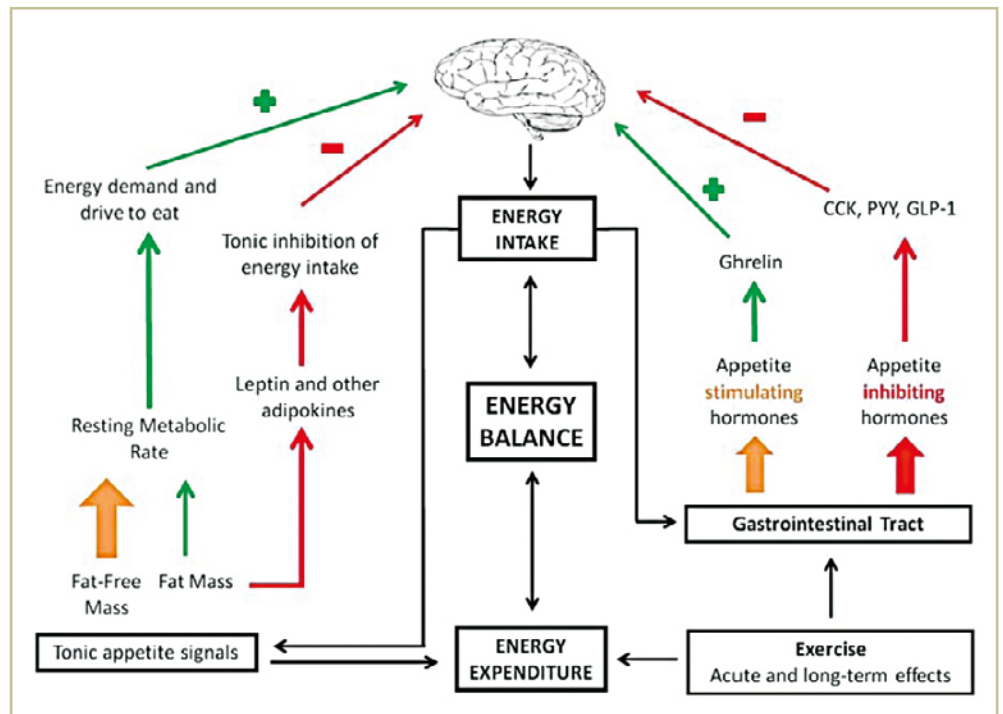 Energy demand and
drive to eat
Tonic inhibition of
energy intake
Leptin and other
adipokines
Resting Metabolic
Rate
Fat-Free
Mass
Fat Mass
Tonic appetite signals
ENERGY
INTAKE
ENERGY
BALANCE
ENERGY
EXPENDITURE
CCK, PYY, GLP-1
Ghrelin
Appetite
stimulating
hormones
Appetite
inhibiting
hormones
Gastrointestinal Tract
Exercise
Acute and long-term effects